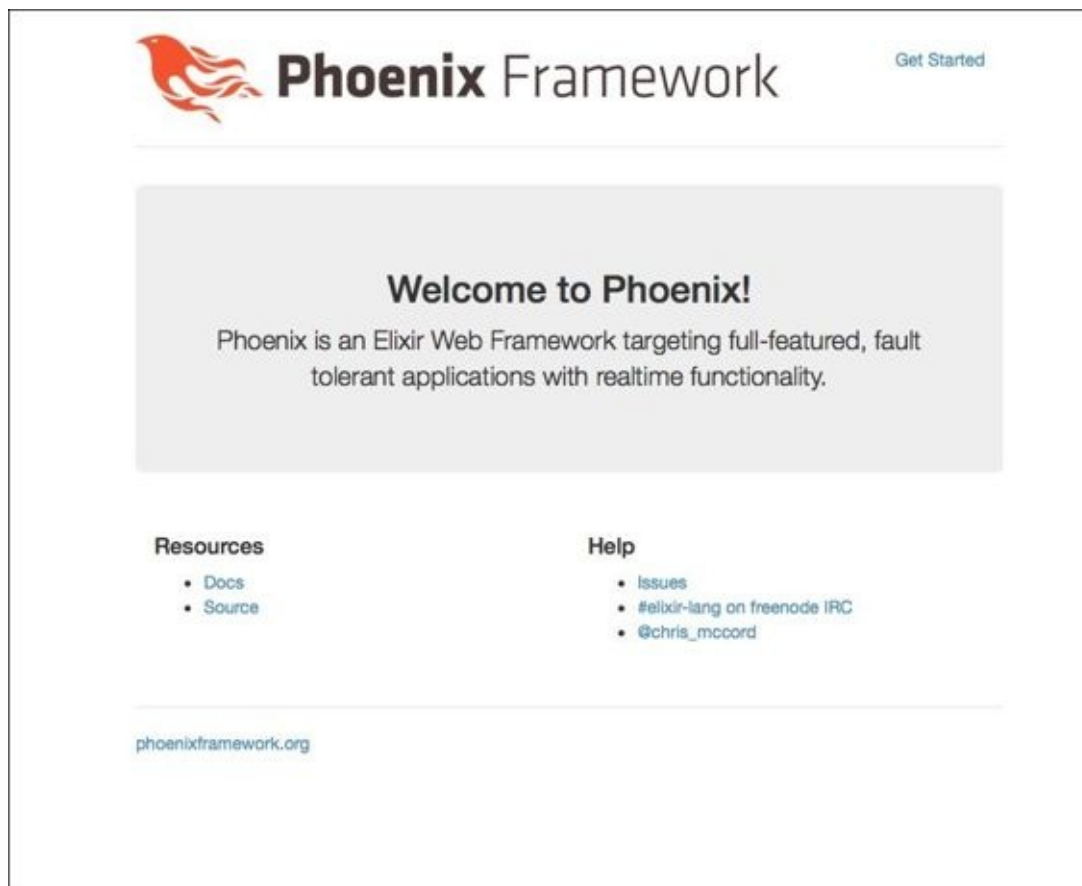 Phoenix Framework
Get Started
Welcome to Phoenix!
Phoenix is an Elixir Web Framework targeting full-featured, fault
tolerant applications with realtime functionality.
Resources
Docs
Source
Help
Issues
#elixir-lang on freenode IRC
@chris_mccord
phoenixframework.org